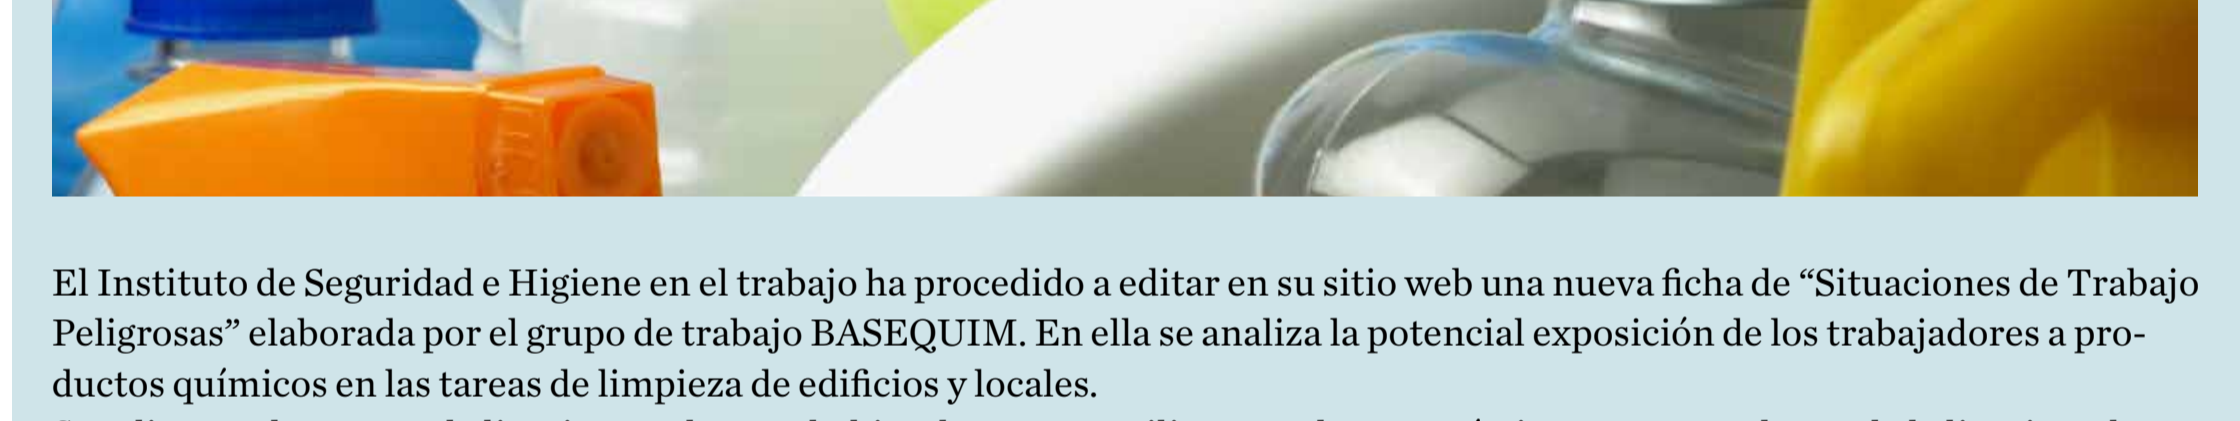 El Instituto de Seguridad e Higiene en el trabajo ha procedido a editar en su sitio web una nueva ficha de “Situaciones de Trabajo
Peligrosas” elaborada por el grupo de trabajo BASEQUIM. En ella se analiza la potencial exposición de los trabajadores a pro-
ductos químicos en las tareas de limpieza de edificios y locales.